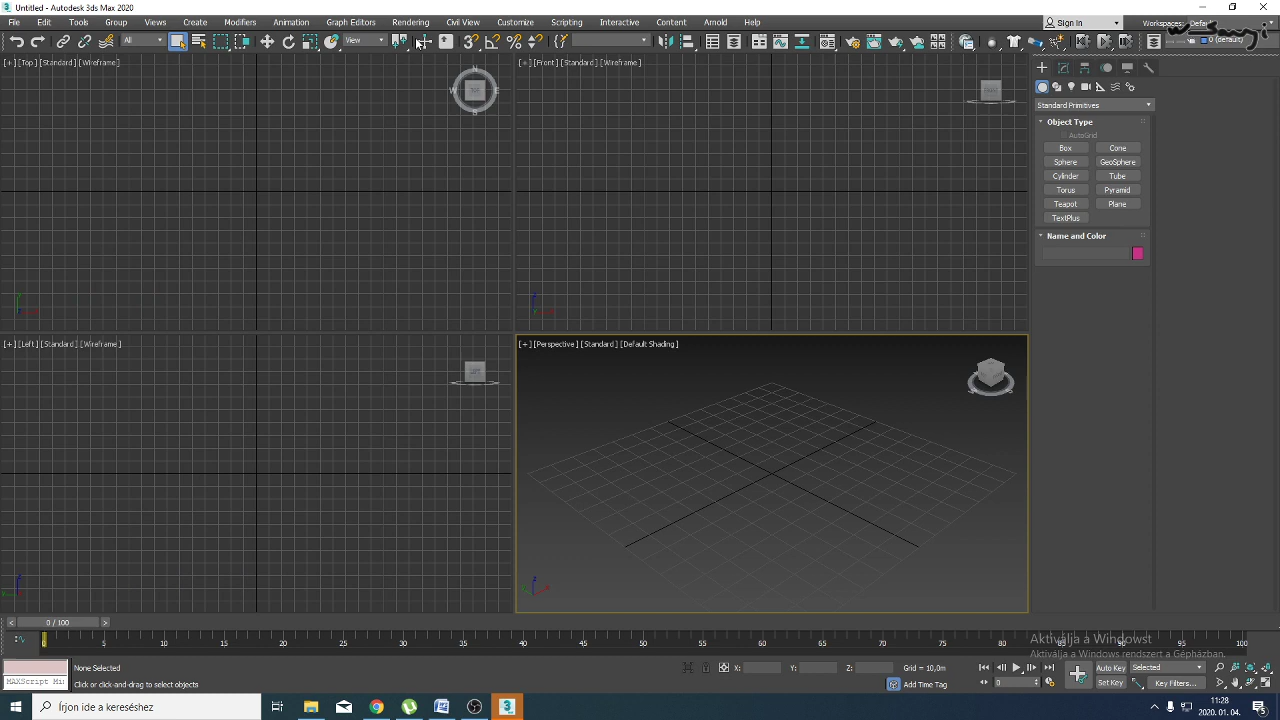 Untitled - Autodesk 3ds Max 2020
File Edit Tools Group Views Create Modifiers Animation Graph Editors Rendering Civil View Customize Scripting Interactive Content Arnold Help
Sign In
Workspaces:
All
View
0 (default)
[+] [Top] [Standard] [Wireframe]
[+] [Front] [Standard] [Wireframe]
N
W
E
S
TOP
Standard Primitives
Object Type
AutoGrid
Box Cone
Sphere GeoSphere
Cylinder Tube
Torus Pyramid
Teapot Plane
TextPlus
Name and Color
[+] [Left] [Standard] [Wireframe]
[+] [Perspective] [Standard] [Default Shading]
0 / 100
0 5 10 15 20 25 30 35 40 45 50 55 60 65 70 75 80 85 90 95 100
Aktiválja a Windowst
Aktiválja a Windows rendszert a Gépházban.
None Selected
X: Y: Z: Grid = 10,0m
Auto Key Selected
MAXScript Mi
Click or click-and-drag to select objects
Add Time Tag
0
Set Key Key Filters...
Írjon ide a kereséshez
11:28
2020. 01. 04.